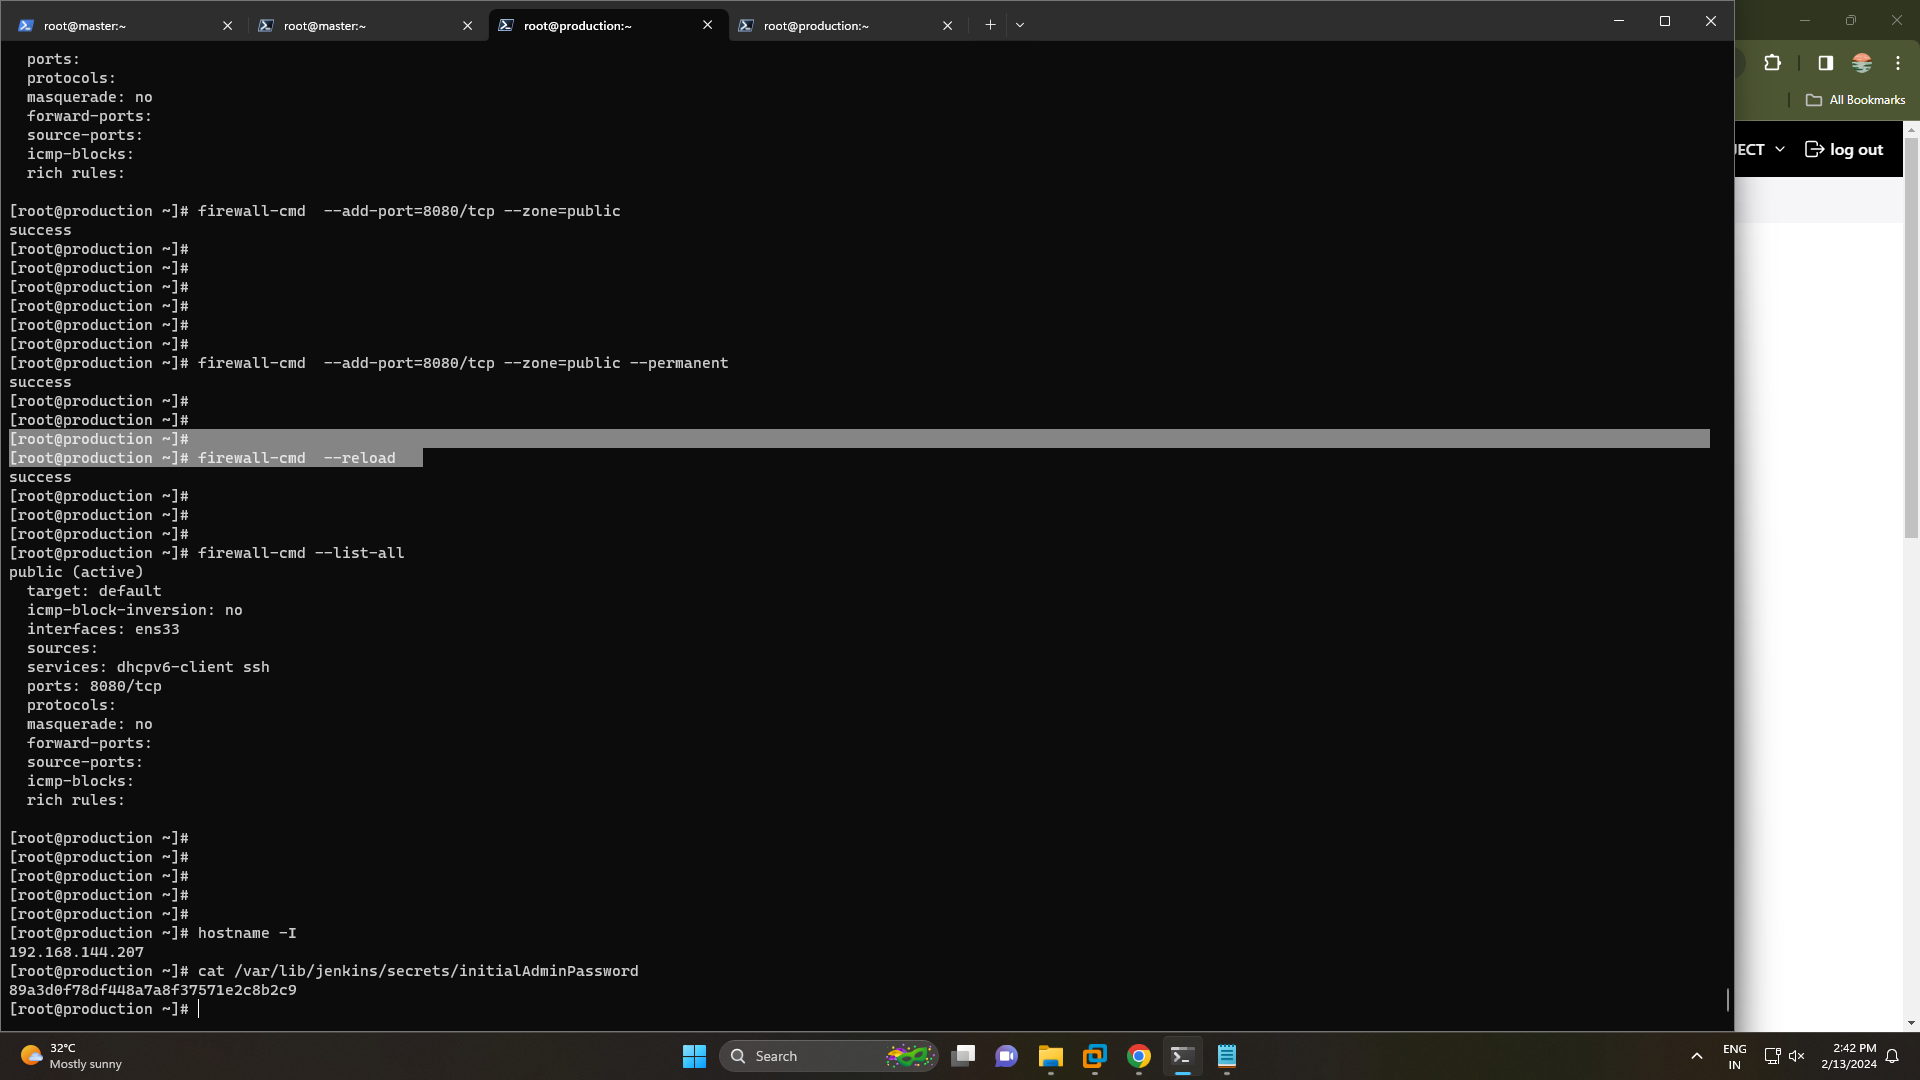 root@master:~
root@master:~
root@production:~
root@production:~
All Bookmarks
JECT
log out
ports:
protocols:
masquerade: no
forward-ports:
source-ports:
icmp-blocks:
rich rules:
[root@production ~]# firewall-cmd  --add-port=8080/tcp --zone=public
success
[root@production ~]#
[root@production ~]#
[root@production ~]#
[root@production ~]#
[root@production ~]#
[root@production ~]#
[root@production ~]# firewall-cmd  --add-port=8080/tcp --zone=public --permanent
success
[root@production ~]#
[root@production ~]#
[root@production ~]#
[root@production ~]# firewall-cmd  --reload
success
[root@production ~]#
[root@production ~]#
[root@production ~]#
[root@production ~]# firewall-cmd --list-all
public (active)
target: default
icmp-block-inversion: no
interfaces: ens33
sources:
services: dhcpv6-client ssh
ports: 8080/tcp
protocols:
masquerade: no
forward-ports:
source-ports:
icmp-blocks:
rich rules:
[root@production ~]#
[root@production ~]#
[root@production ~]#
[root@production ~]#
[root@production ~]#
[root@production ~]# hostname -I
192.168.144.207
[root@production ~]# cat /var/lib/jenkins/secrets/initialAdminPassword
89a3d0f78df448a7a8f37571e2c8b2c9
[root@production ~]#
32°C
Mostly sunny
Search
ENG
IN
2:42 PM
2/13/2024